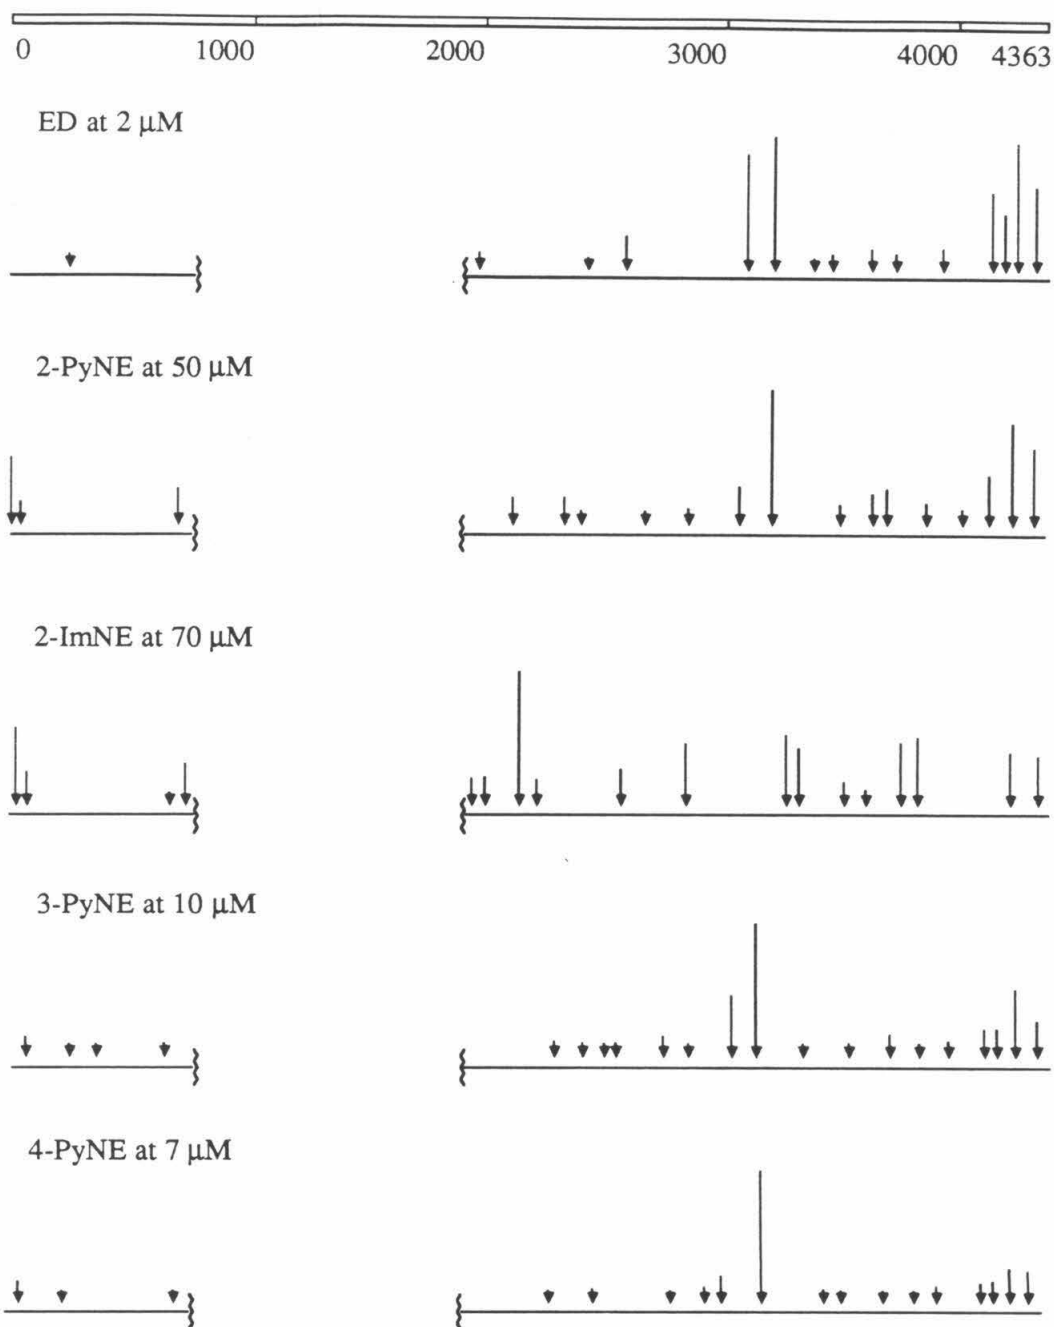 0 1000 2000 3000 4000 4363
ED at 2 μM
2-PyNE at 50 μM
2-ImNE at 70 μM
3-PyNE at 10 μM
4-PyNE at 7 μM